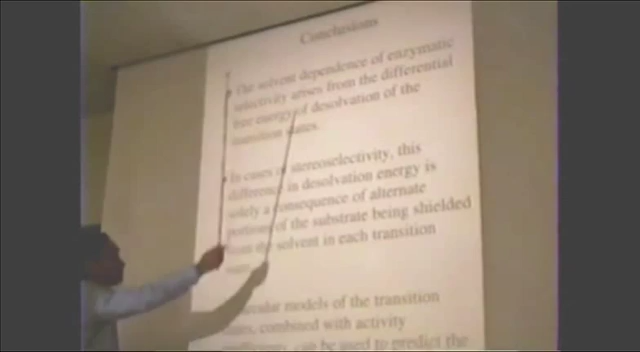 Conclusions
Our solvent dependence of enzymatic
selectivity arises from the differential
free energy of desolvation of the
transition states.
In cases of stereoselectivity, this
difference in desolvation energy is
solely a consequence of alternate
portions of the substrate being shielded
from the solvent in each transition
models of the transition
combined with activity
can be used to predict the